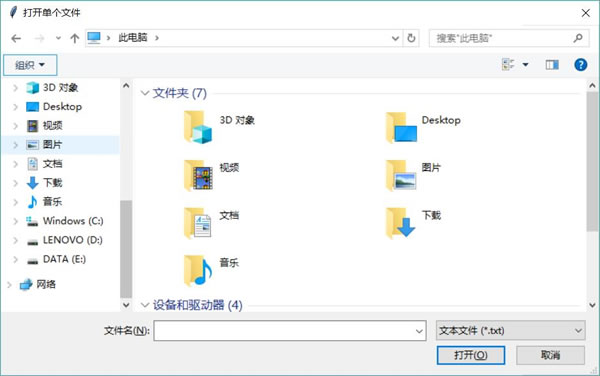 打开单个文件
此电脑
搜索"此电脑"
组织
3D 对象
Desktop
视频
图片
文档
下载
音乐
Windows (C:)
LENOVO (D:)
DATA (E:)
网络
文件夹 (7)
3D 对象
Desktop
视频
图片
文档
下载
音乐
设备和驱动器 (4)
文件名(N):
文本文件 (*.txt)
打开(O)
取消